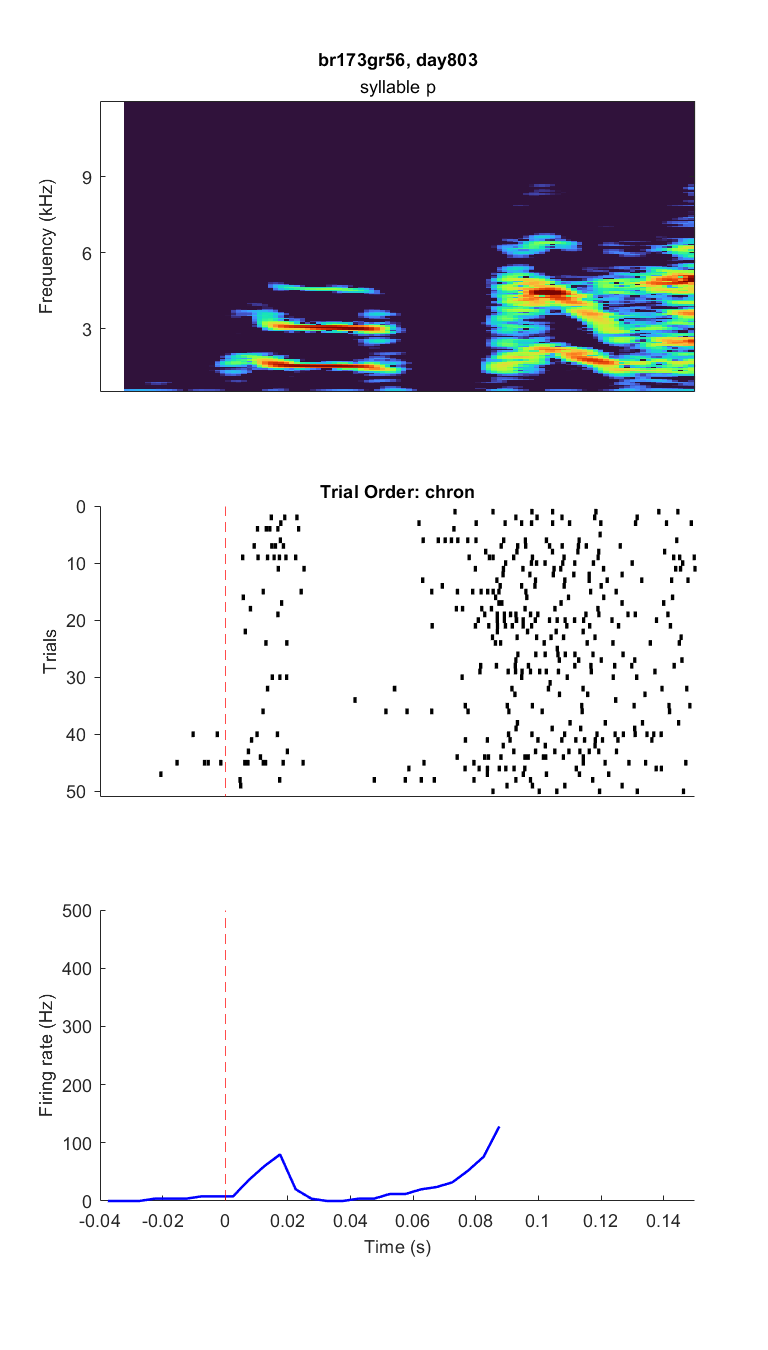 br173gr56, day803
syllable p
9
6
3
Frequency (kHz)
Trial Order: chron
0
10
20
30
40
50
Trials
500
400
300
200
100
0
Firing rate (Hz)
-0.04 -0.02 0 0.02 0.04 0.06 0.08 0.1 0.12 0.14
Time (s)